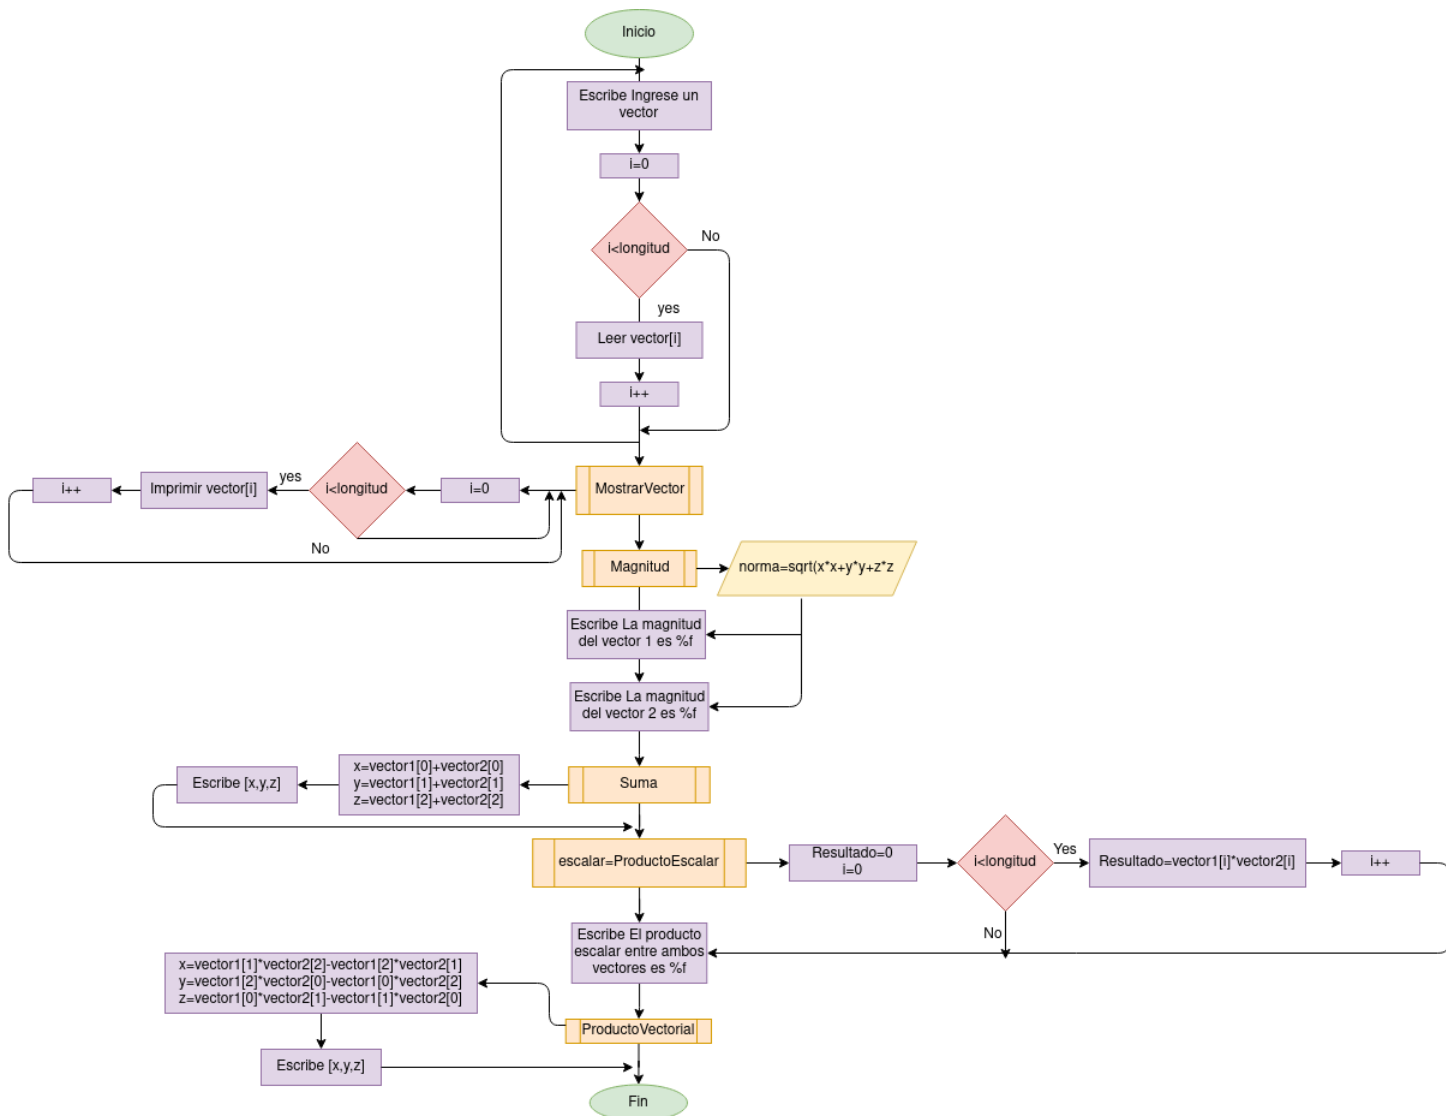 Inicio
Escribe Ingrese un
vector
i=0
i<longitud
No
yes
Leer vector[i]
i++
MostrarVector
i=0
i<longitud
yes
Imprimir vector[i]
i++
No
Magnitud
norma=sqrt(x*x+y*y+z*z
Escribe La magnitud
del vector 1 es %f
Escribe La magnitud
del vector 2 es %f
Suma
x=vector1[0]+vector2[0]
y=vector1[1]+vector2[1]
z=vector1[2]+vector2[2]
Escribe [x,y,z]
escalar=ProductoEscalar
Resultado=0
i=0
i<longitud
Yes
Resultado=vector1[i]*vector2[i]
i++
No
Escribe El producto
escalar entre ambos
vectores es %f
ProductoVectorial
x=vector1[1]*vector2[2]-vector1[2]*vector2[1]
y=vector1[2]*vector2[0]-vector1[0]*vector2[2]
z=vector1[0]*vector2[1]-vector1[1]*vector2[0]
Escribe [x,y,z]
Fin